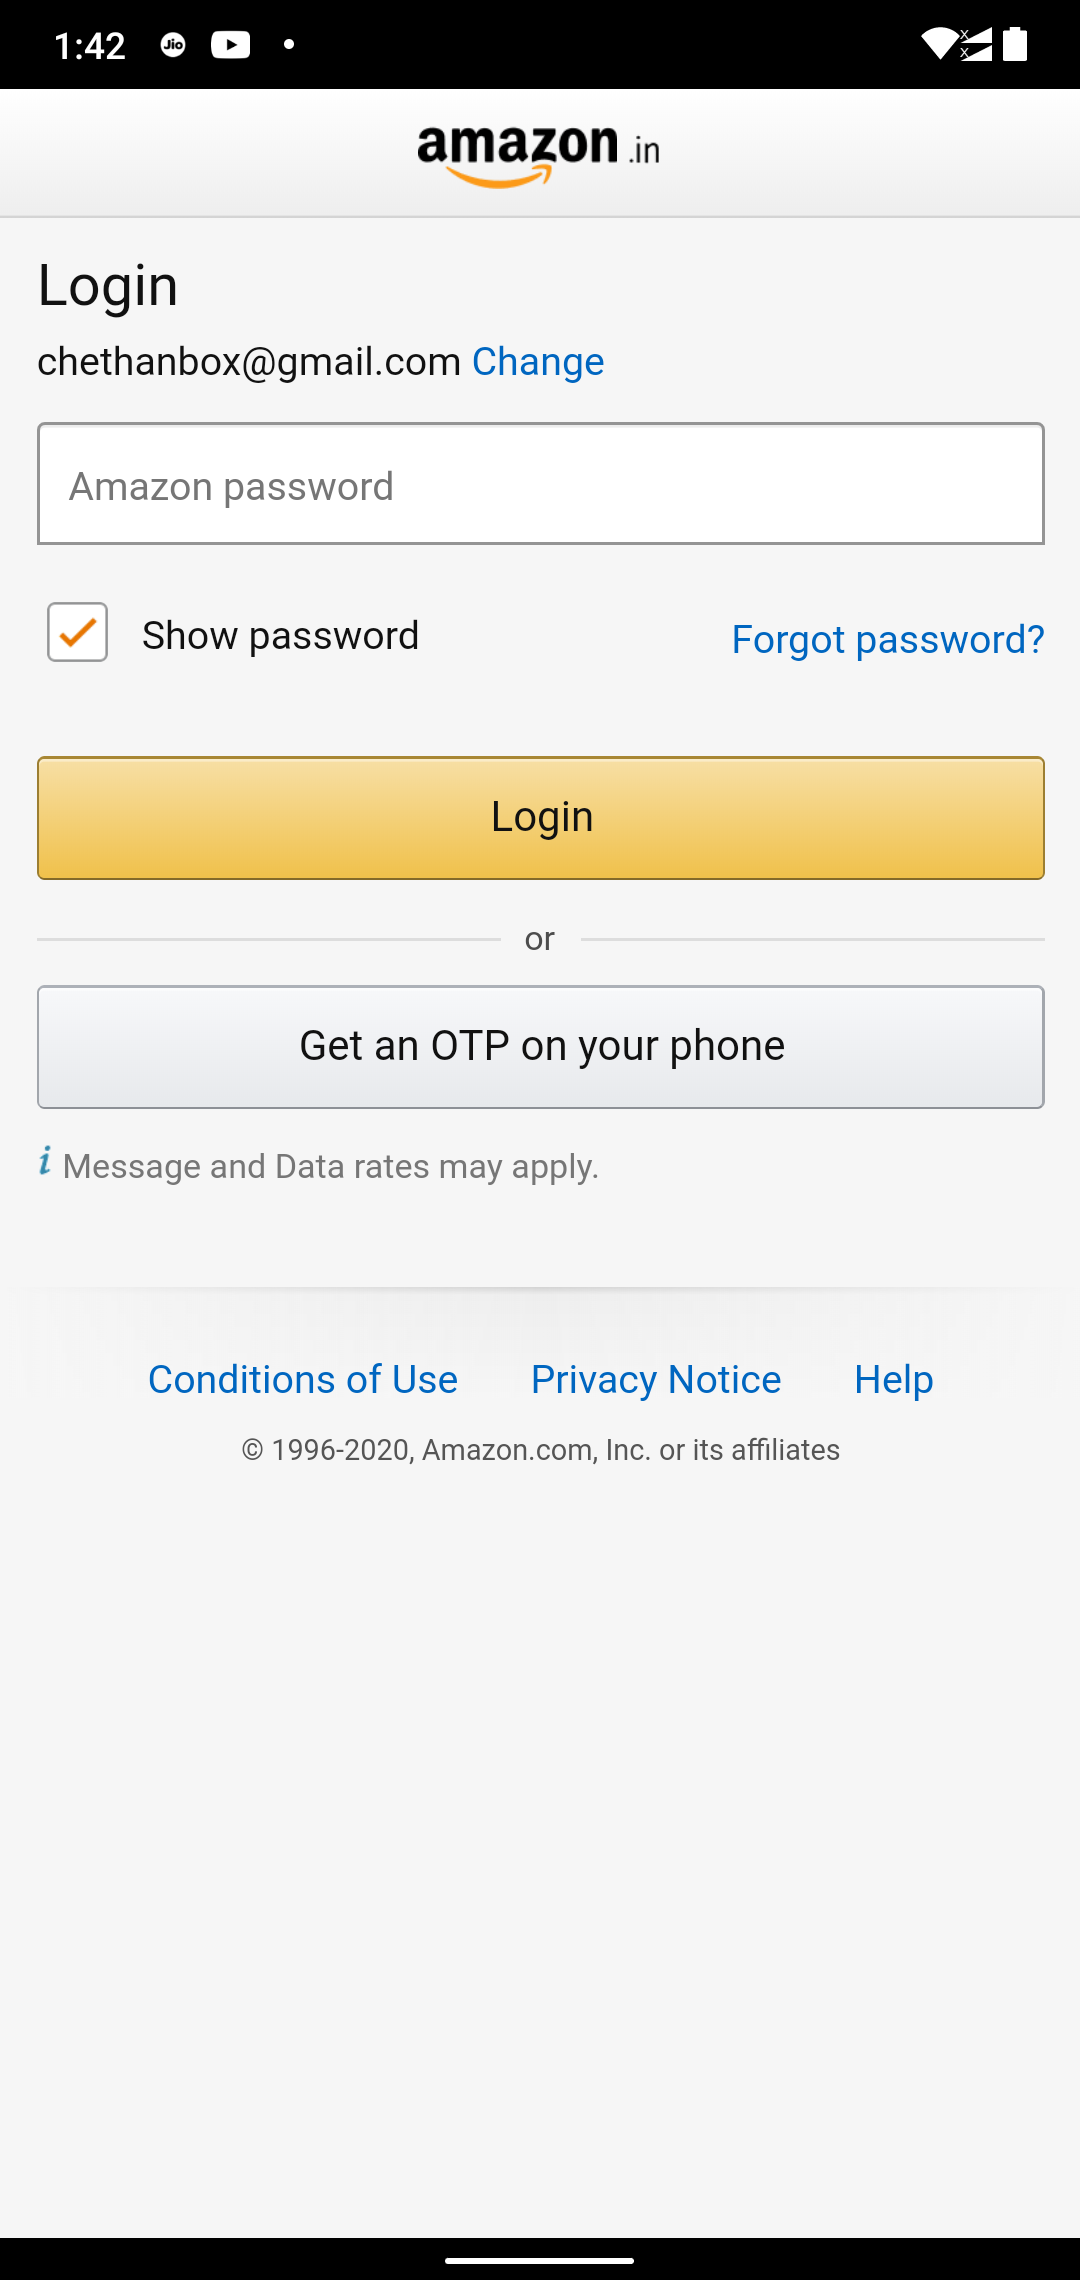 1:42 Jio
amazon.in
Login
chethanbox@gmail.com Change
Amazon password
Show password Forgot password?
Login
or
Get an OTP on your phone
i Message and Data rates may apply.
Conditions of Use Privacy Notice Help
© 1996-2020, Amazon.com, Inc. or its affiliates